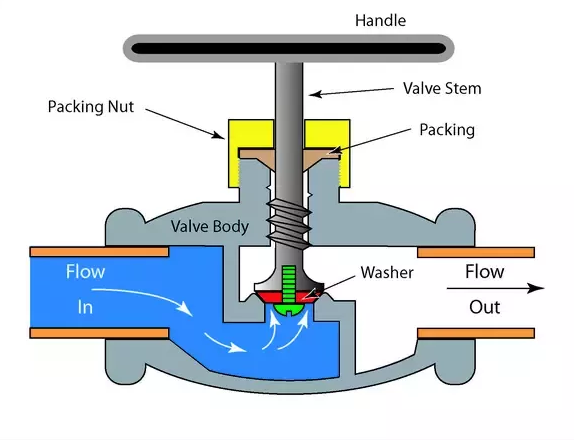 Handle
Valve Stem
Packing Nut
Packing
Valve Body
Washer
Flow
In
Flow
Out